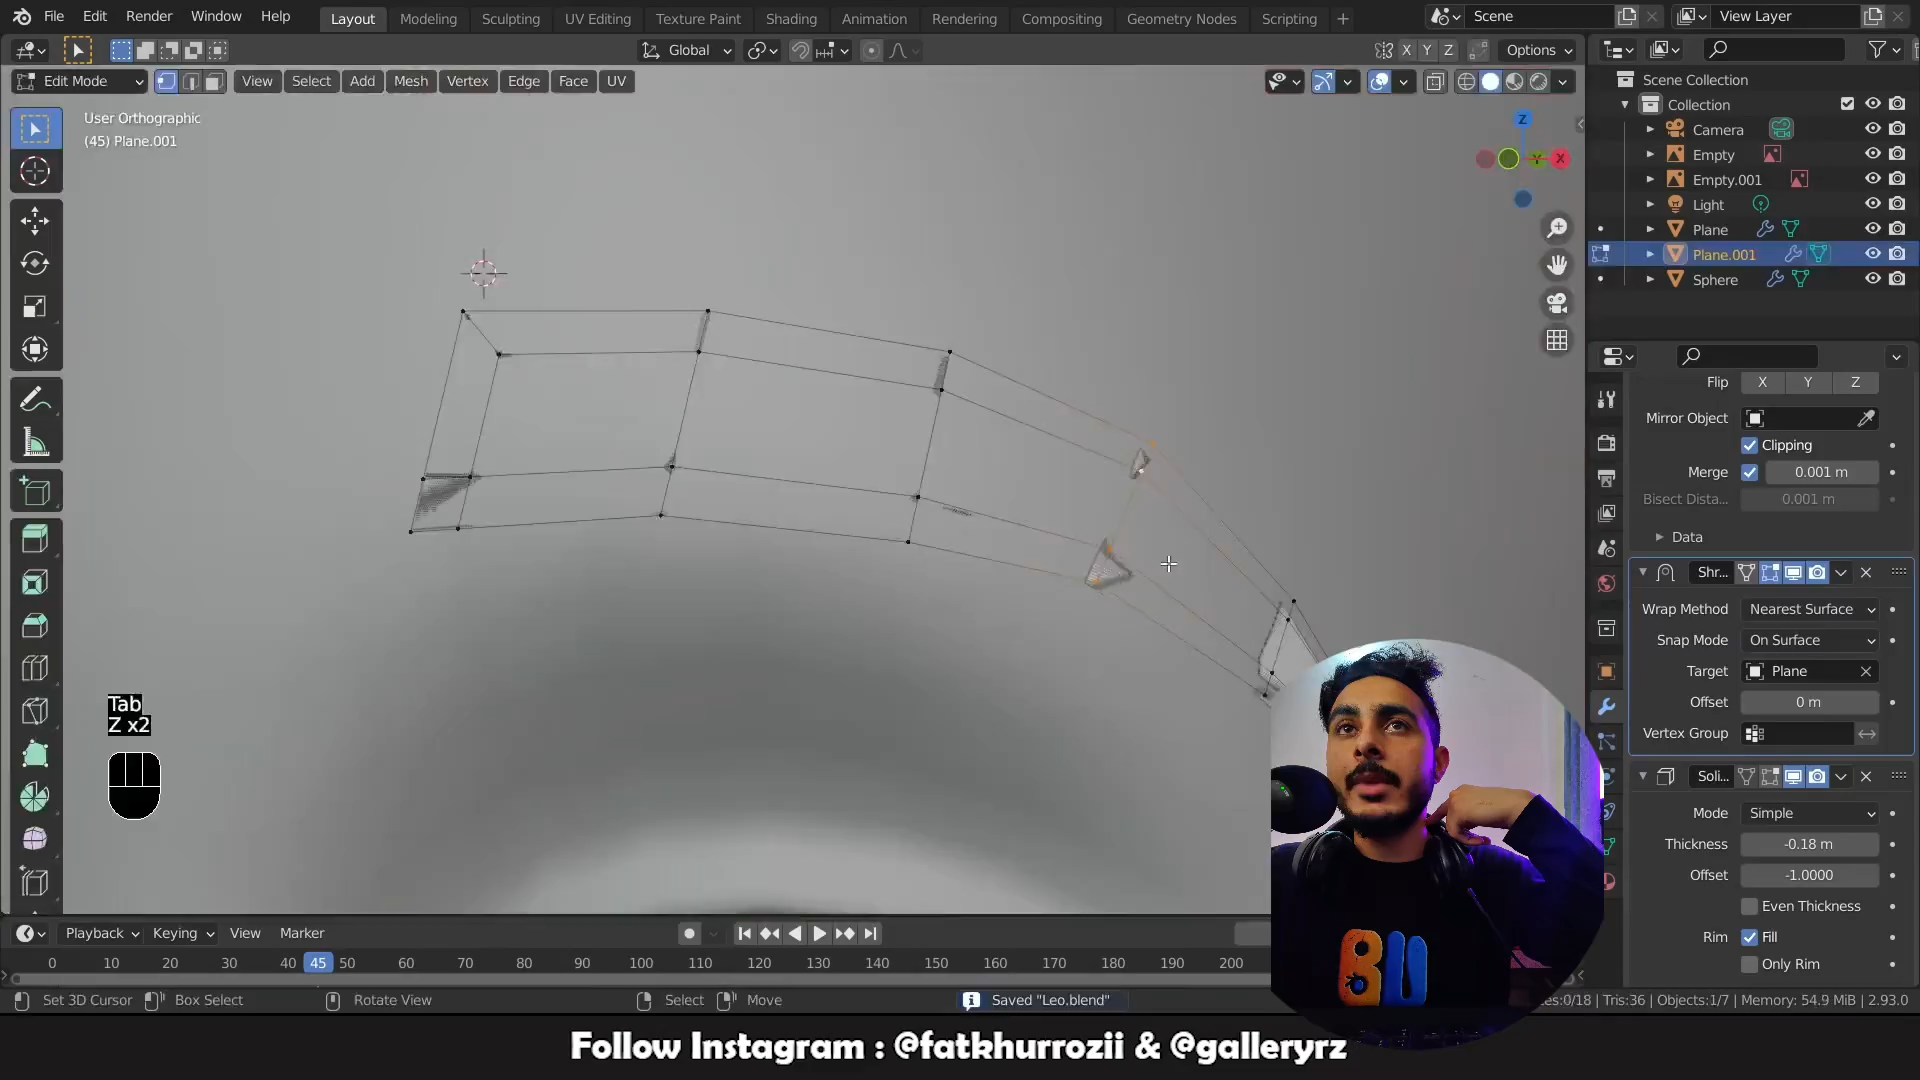 File Edit Render Window Help Layout Modeling Sculpting UV Editing Texture Paint Shading Animation Rendering Compositing Geometry Nodes Scripting + Scene View Layer
Global X Y Z Options
Edit Mode View Select Add Mesh Vertex Edge Face UV
User Orthographic
(45) Plane.001
Z
X
Y
Scene Collection
Collection
Camera
Empty
Empty.001
Light
Plane
Plane.001
Sphere
Flip X Y Z
Mirror Object
Clipping
Merge 0.001 m
Bisect Dista... 0.001 m
Data
Shr...
Wrap Method Nearest Surface
Snap Mode On Surface
Target Plane
Offset 0 m
Vertex Group
Soli...
Mode Simple
Thickness -0.18 m
Offset -1.0000
Even Thickness
Rim Fill
Only Rim
Tab
Z x2
Playback Keying View Marker
0 10 20 30 40 45 50 60 70 80 90 100 110 120 130 140 150 160 170 180 190 200
Set 3D Cursor Box Select Rotate View Select Move Saved "Leo.blend" es:0/18 | Tris:36 | Objects:1/7 | Memory: 54.9 MiB | 2.93.0
Follow Instagram : @fatkhurrozii & @galleryrz